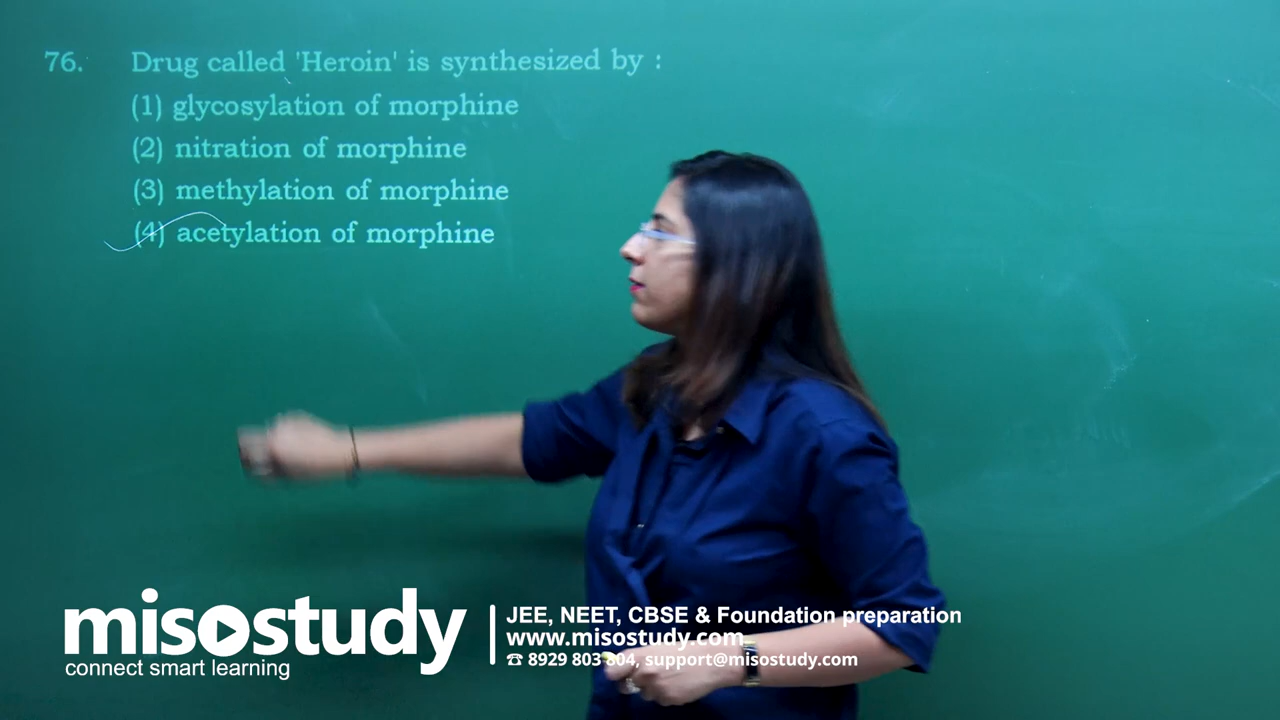 76. Drug called 'Heroin' is synthesized by :
(1) glycosylation of morphine
(2) nitration of morphine
(3) methylation of morphine
(4) acetylation of morphine
misostudy
connect smart learning
JEE, NEET, CBSE & Foundation preparation
www.misostudy.com
☎ 8929 803 804, support@misostudy.com